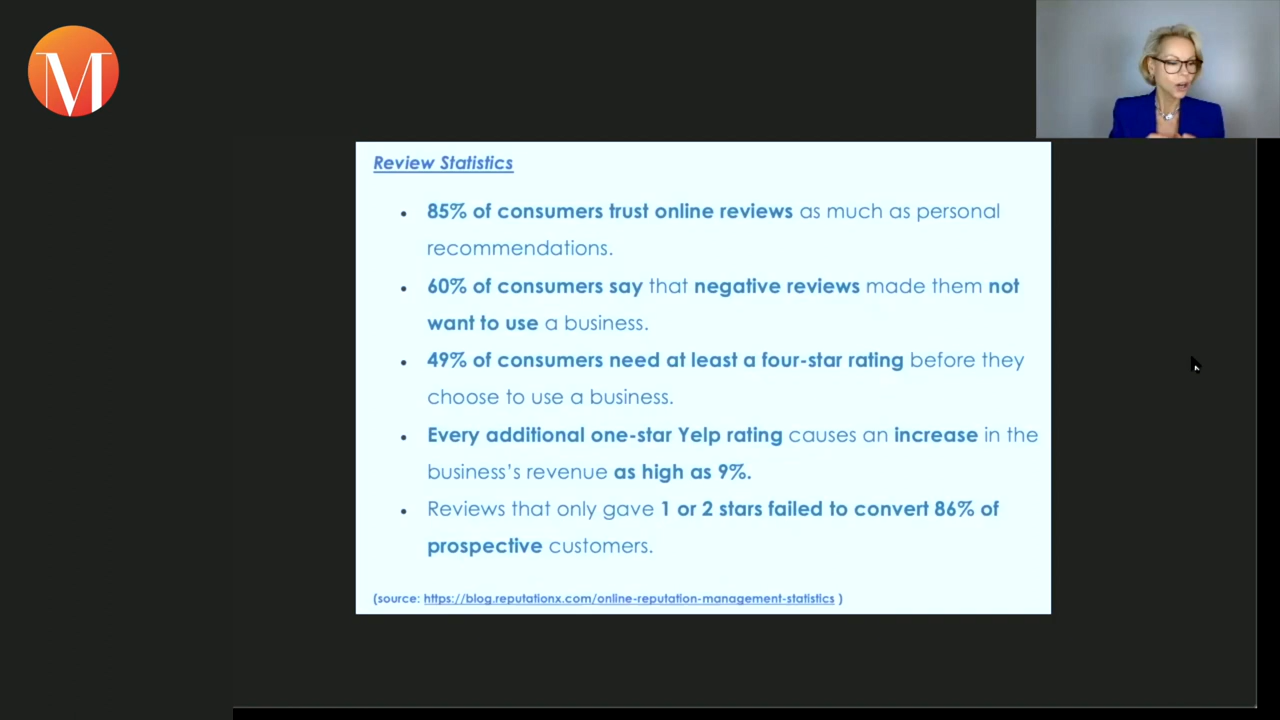 M
Review Statistics
• 85% of consumers trust online reviews as much as personal
recommendations.
• 60% of consumers say that negative reviews made them not
want to use a business.
• 49% of consumers need at least a four-star rating before they
choose to use a business.
• Every additional one-star Yelp rating causes an increase in the
business's revenue as high as 9%.
• Reviews that only gave 1 or 2 stars failed to convert 86% of
prospective customers.
(source: https://blog.reputationx.com/online-reputation-management-statistics )